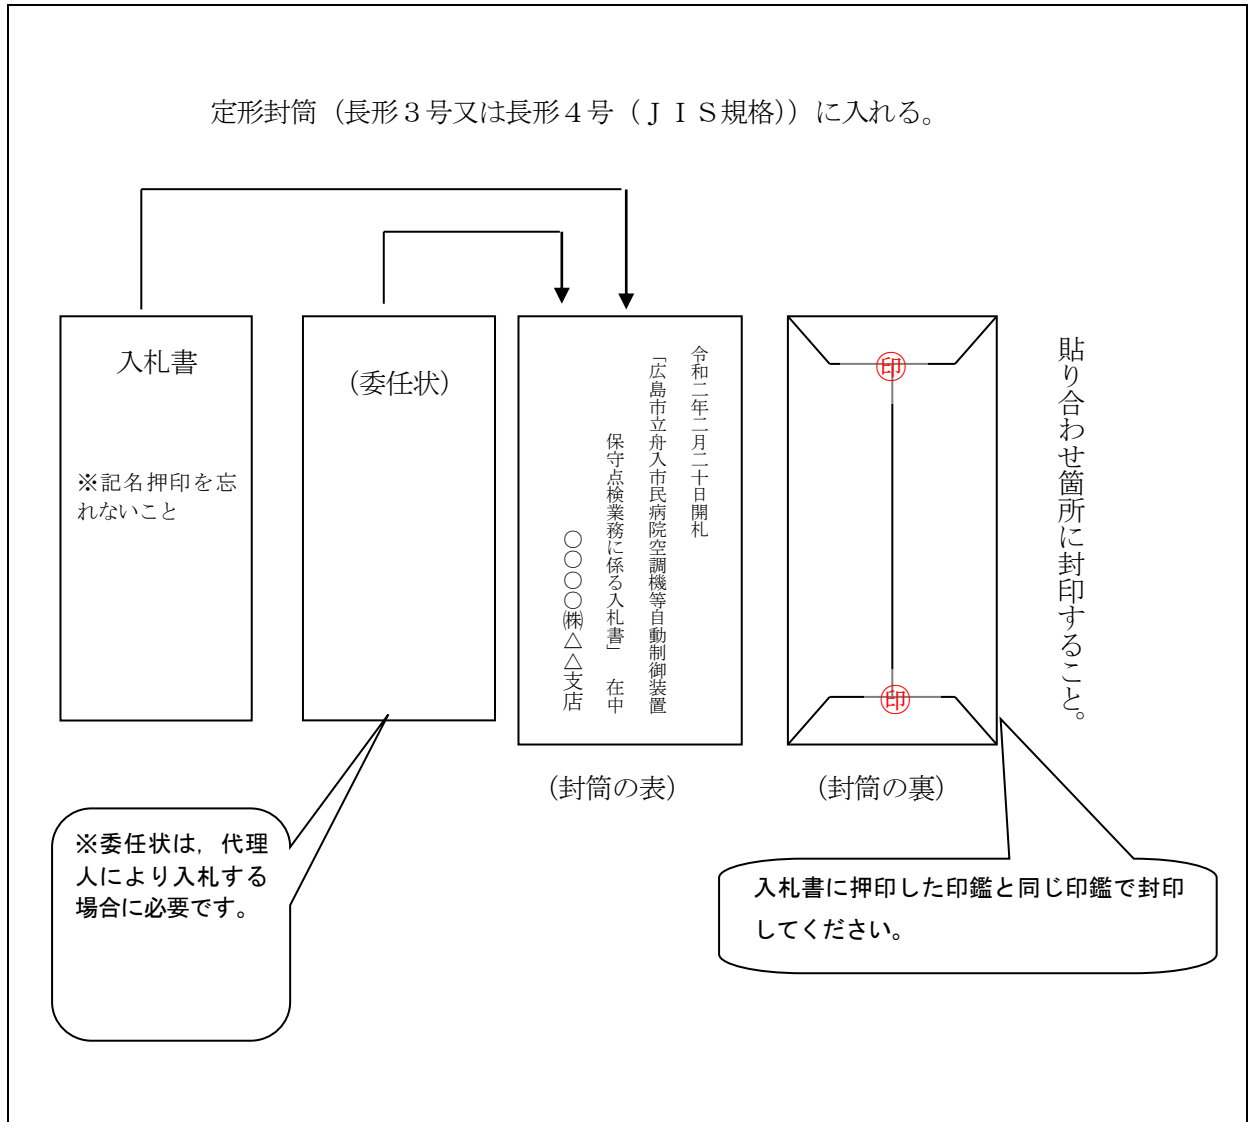 定形封筒（長形３号又は長形４号（ＪＩＳ規格））に入れる。
入札書
※記名押印を忘
れないこと
（委任状）
令和二年二月二十日開札
「広島市立舟入市民病院空調機等自動制御装置
保守点検業務に係る入札書」　在中
〇〇〇〇㈱△△支店
印
印
貼り合わせ箇所に封印すること。
（封筒の表）
（封筒の裏）
※委任状は，代理
人により入札する
場合に必要です。
入札書に押印した印鑑と同じ印鑑で封印
してください。